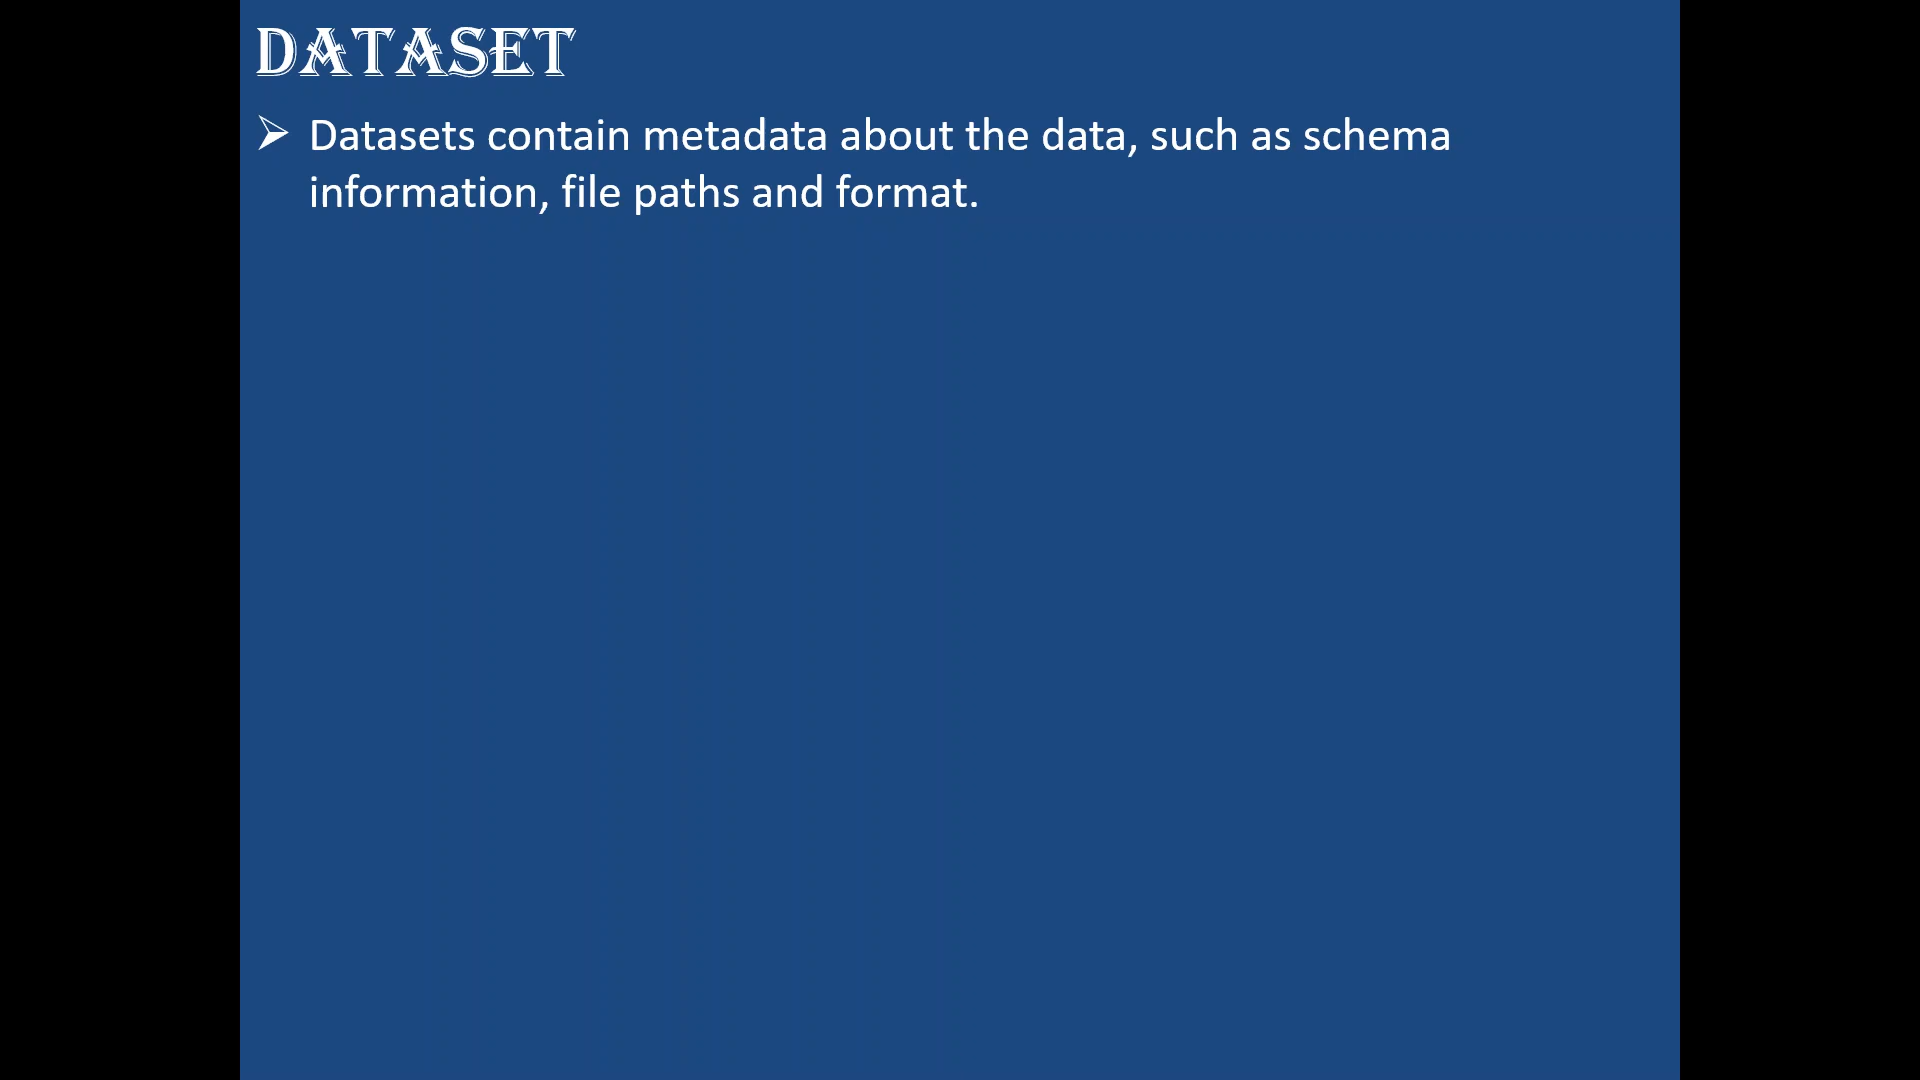 DATASET
➢ Datasets contain metadata about the data, such as schema
information, file paths and format.